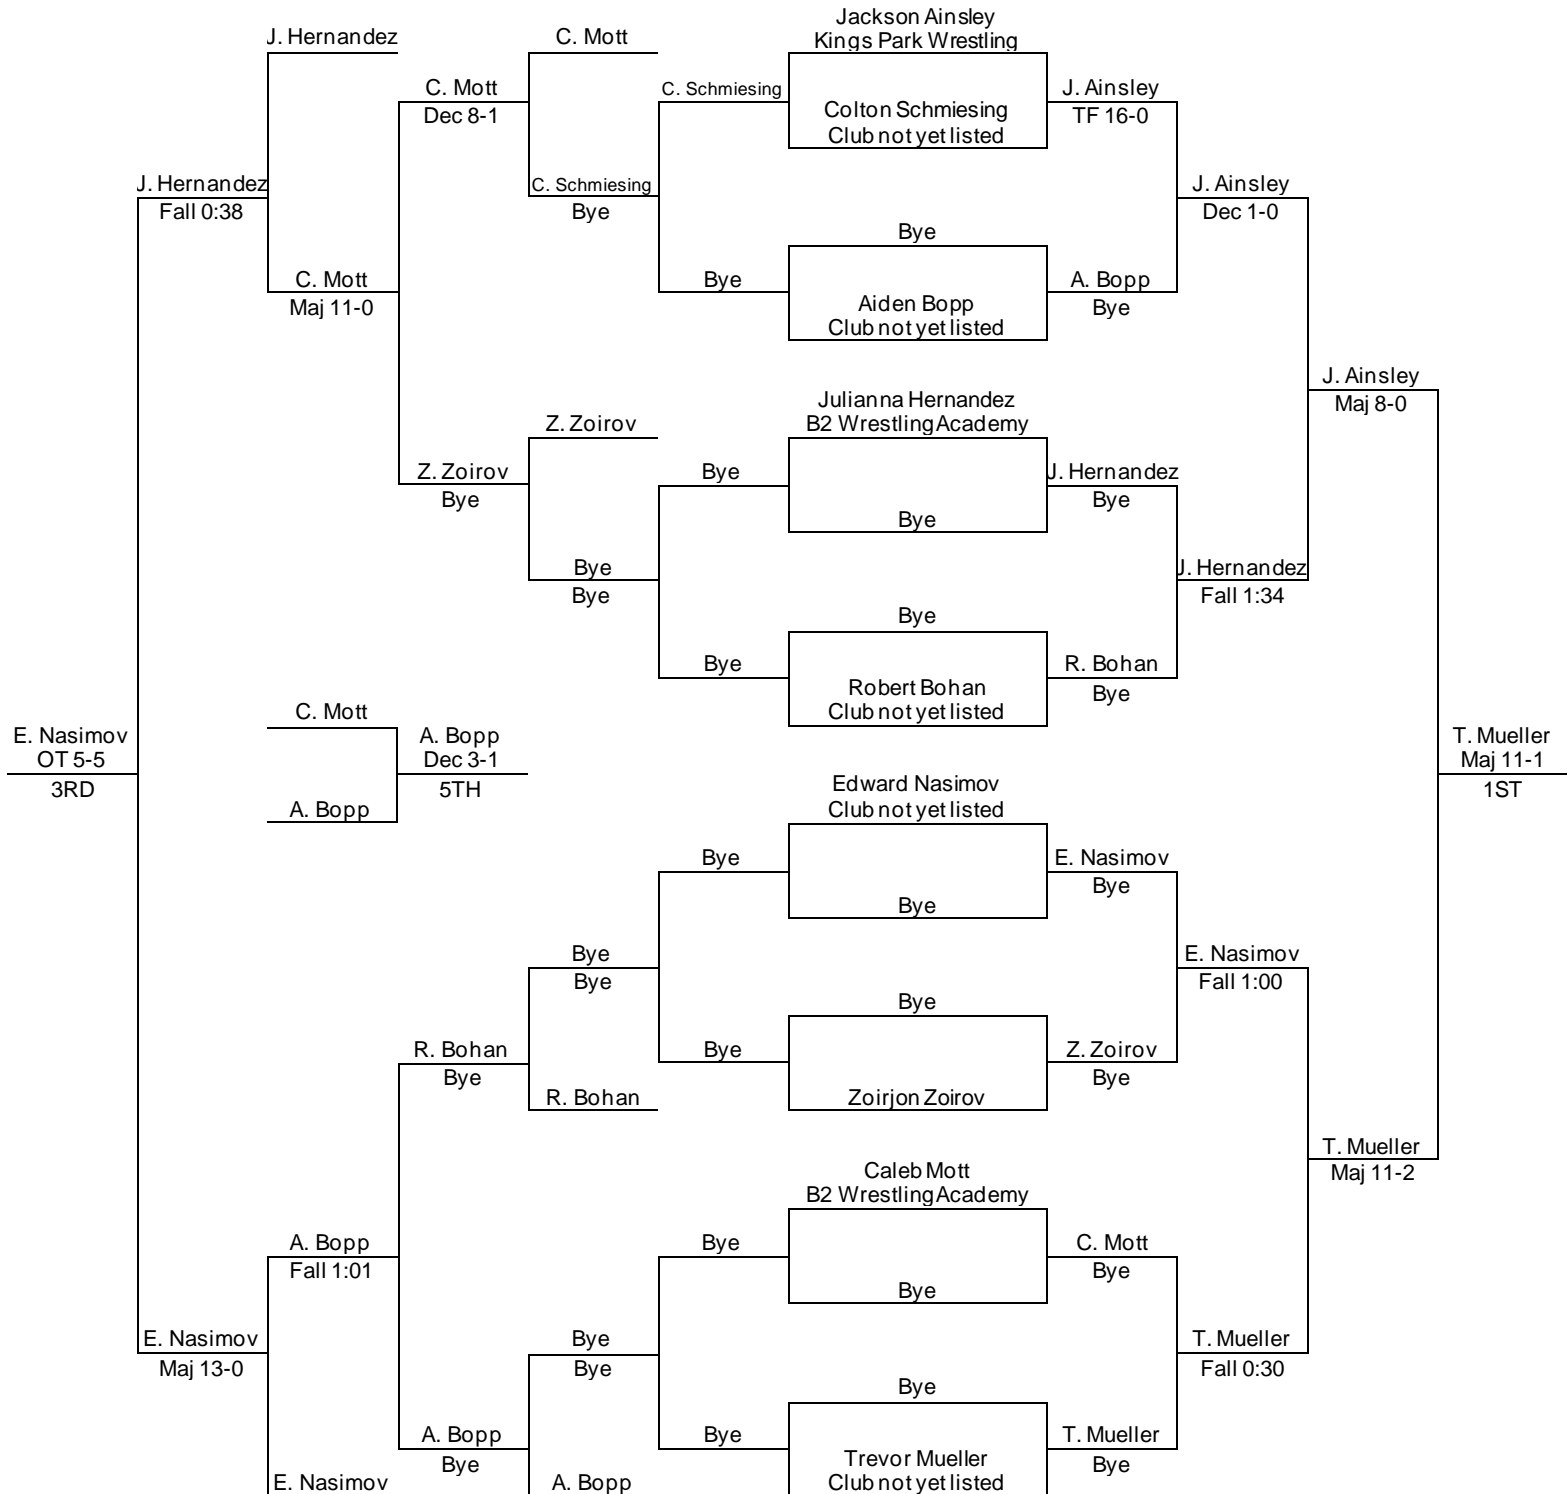 Jackson Ainsley
J. Hernandez
C. Mott
Kings Park Wrestling
C. Mott
C. Schmiesing
J. Ainsley
Dec 8-1
Colton Schmiesing
TF 16-0
Club not yet listed
J. Hernandez
C. Schmiesing
J. Ainsley
Fall 0:38
Bye
Dec 1-0
Bye
C. Mott
Bye
A. Bopp
Maj 11-0
Aiden Bopp
Bye
Club not yet listed
J. Ainsley
Maj 8-0
Julianna Hernandez
Z. Zoirov
B2 Wrestling Academy
Z. Zoirov
Bye
J. Hernandez
Bye
Bye
Bye
Bye
J. Hernandez
Bye
Fall 1:34
Bye
Bye
R. Bohan
Robert Bohan
Bye
C. Mott
Club not yet listed
E. Nasimov
A. Bopp
T. Mueller
OT 5-5
Dec 3-1
Maj 11-1
3RD
5TH
1ST
Edward Nasimov
A. Bopp
Club not yet listed
Bye
E. Nasimov
Bye
Bye
Bye
E. Nasimov
Bye
Fall 1:00
Bye
R. Bohan
Bye
Z. Zoirov
Bye
Bye
R. Bohan
Zoirjon Zoirov
T. Mueller
Maj 11-2
Caleb Mott
B2 Wrestling Academy
A. Bopp
Bye
C. Mott
Fall 1:01
Bye
Bye
E. Nasimov
Bye
T. Mueller
Maj 13-0
Bye
Fall 0:30
Bye
A. Bopp
Bye
T. Mueller
Bye
Trevor Mueller
Bye
E. Nasimov
A. Bopp
Club not yet listed